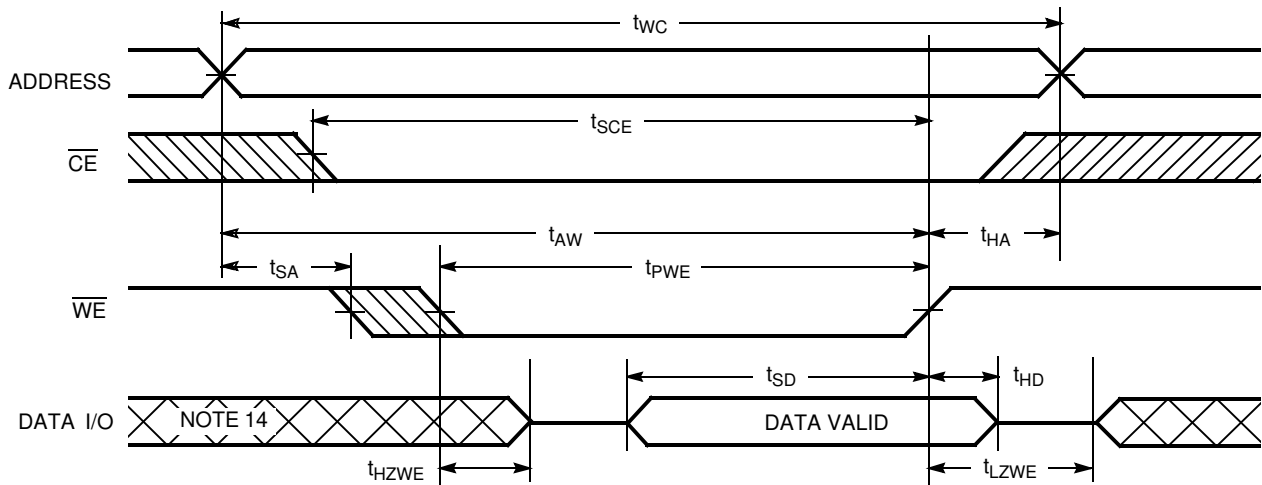 tWC
ADDRESS
tSCE
CE
tAW
tHA
tSA
tPWE
WE
tSD
tHD
DATA I/O
NOTE 14
DATA VALID
tHZWE
tLZWE